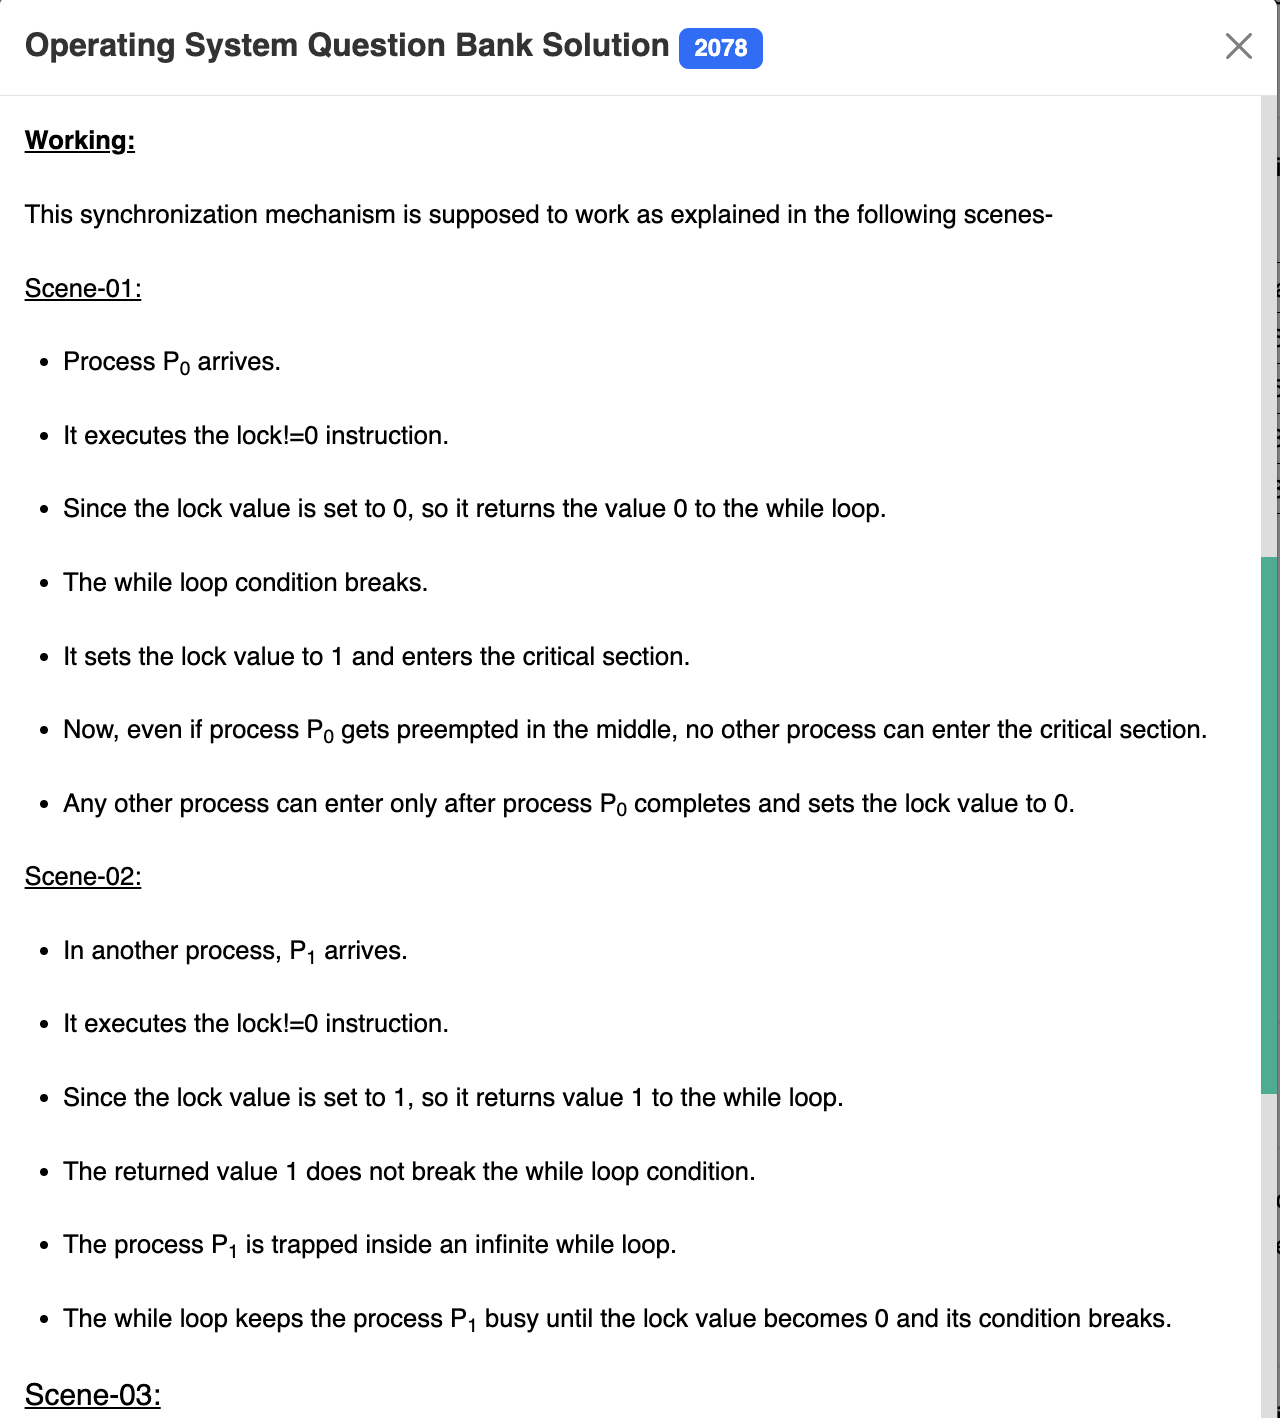 Operating System Question Bank Solution 2078
Working:
This synchronization mechanism is supposed to work as explained in the following scenes-
Scene-01:
• Process P₀ arrives.
• It executes the lock!=0 instruction.
• Since the lock value is set to 0, so it returns the value 0 to the while loop.
• The while loop condition breaks.
• It sets the lock value to 1 and enters the critical section.
• Now, even if process P₀ gets preempted in the middle, no other process can enter the critical section.
• Any other process can enter only after process P₀ completes and sets the lock value to 0.
Scene-02:
• In another process, P₁ arrives.
• It executes the lock!=0 instruction.
• Since the lock value is set to 1, so it returns value 1 to the while loop.
• The returned value 1 does not break the while loop condition.
• The process P₁ is trapped inside an infinite while loop.
• The while loop keeps the process P₁ busy until the lock value becomes 0 and its condition breaks.
Scene-03: